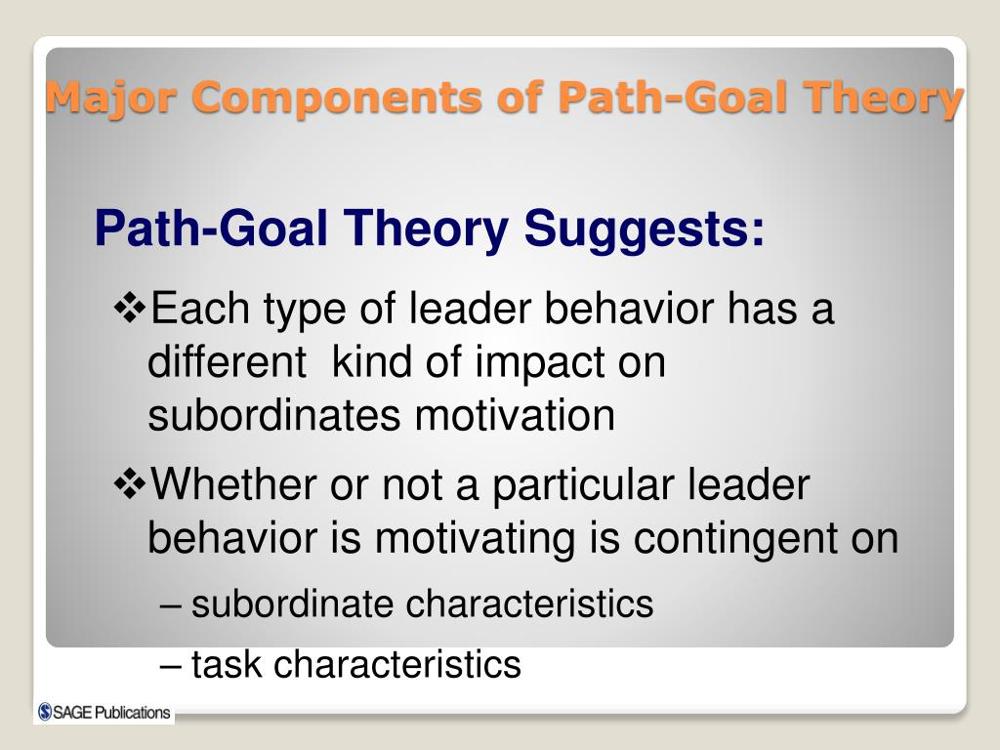 Major Components of Path-Goal Theory
Path-Goal Theory Suggests:
❖Each type of leader behavior has a
different  kind of impact on
subordinates motivation
❖Whether or not a particular leader
behavior is motivating is contingent on
– subordinate characteristics
– task characteristics
SAGE Publications